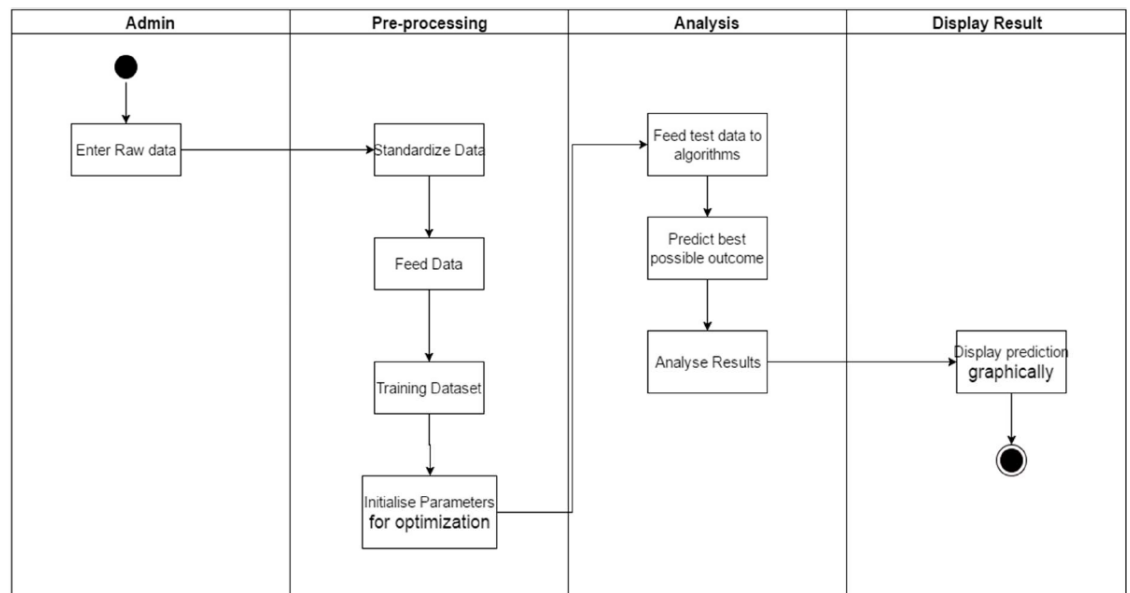 Admin
Pre-processing
Analysis
Display Result
Enter Raw data
Standardize Data
Feed Data
Training Dataset
Initialise Parameters
for optimization
Feed test data to
algorithms
Predict best
possible outcome
Analyse Results
Display prediction
graphically